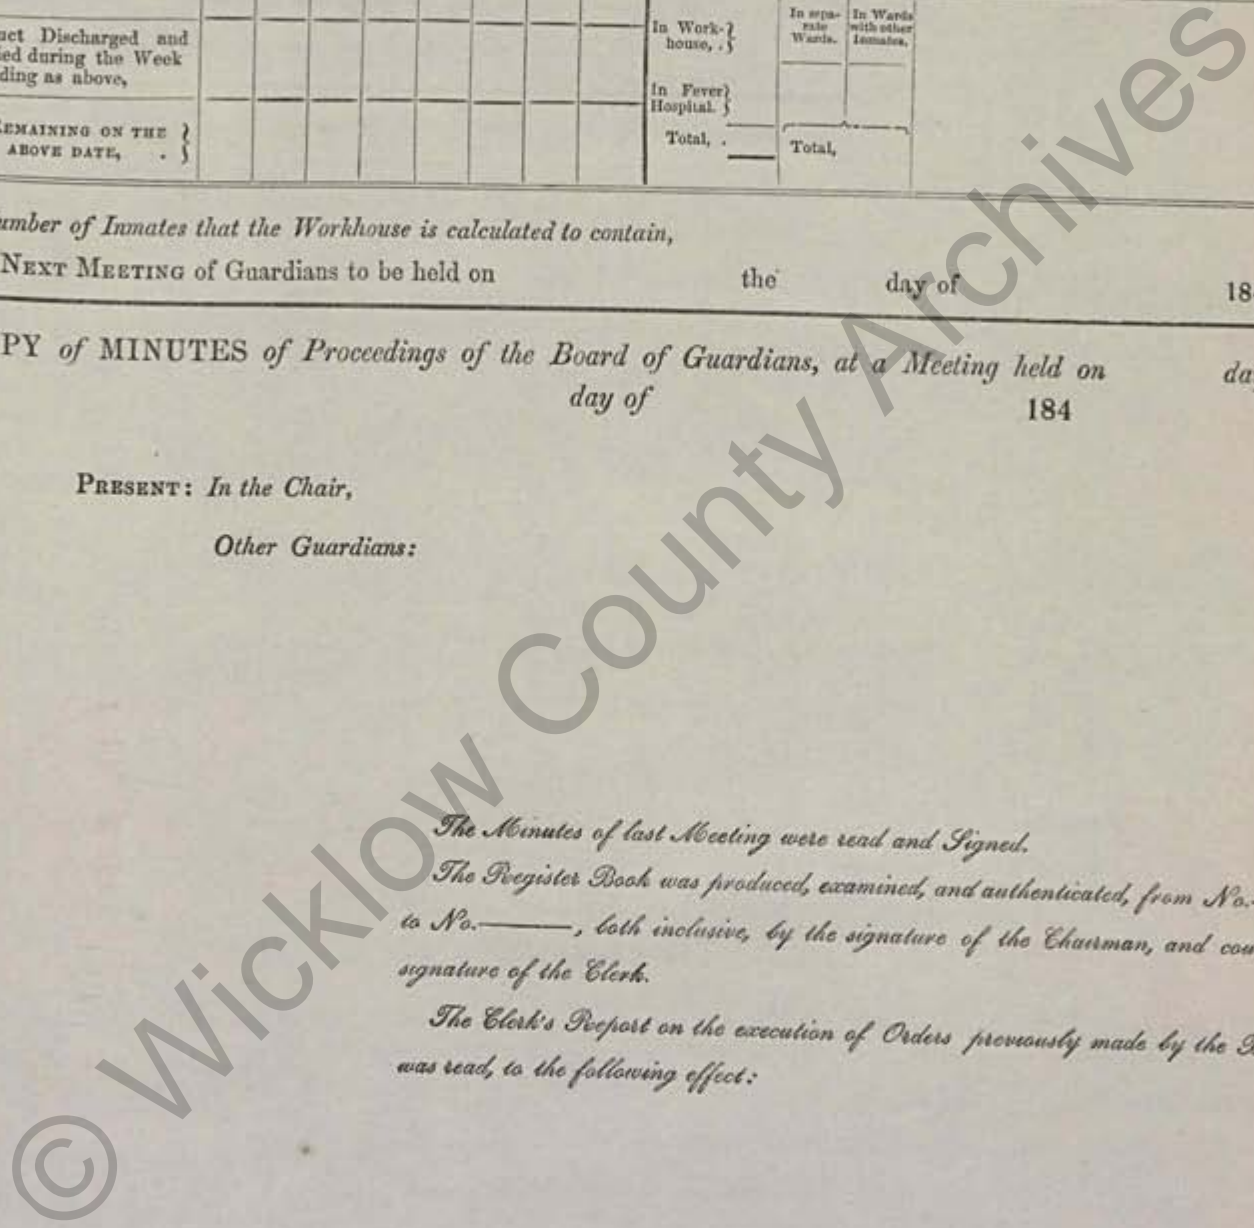 uct Discharged and
ied during the Week
ding as above,
REMAINING ON THE
ABOVE DATE, .
In Work-
house, .
In Fever
Hospital.
Total, .
In sepa-
rate
Wards.
In Wards
with other
Inmates.
Total,
umber of Inmates that the Workhouse is calculated to contain,
NEXT MEETING of Guardians to be held on the day of 18
PY of MINUTES of Proceedings of the Board of Guardians, at a Meeting held on da
day of 184
PRESENT: In the Chair,
Other Guardians:
The Minutes of last Meeting were read and Signed.
The Register Book was produced, examined, and authenticated, from No.
to No.———, both inclusive, by the signature of the Chairman, and cou
signature of the Clerk.
The Clerk's Report on the execution of Orders previously made by the B
was read, to the following effect:
© Wicklow County Archives